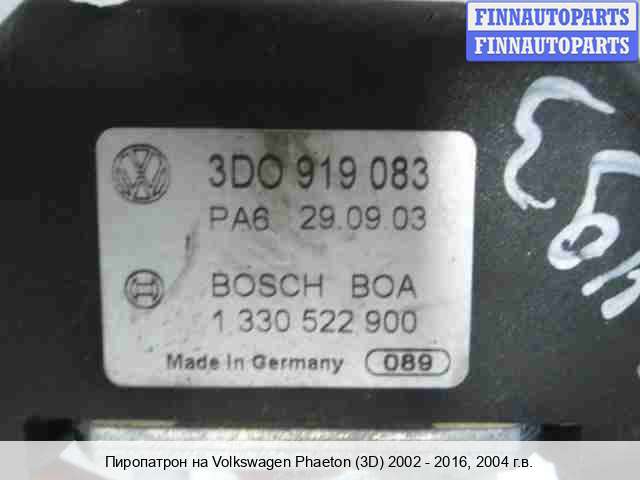 FINNAUTOPARTS
FINNAUTOPARTS
3D0 919 083
PA6 29.09.03
BOSCH BOA
1 330 522 900
Made In Germany 089
Пиропатрон на Volkswagen Phaeton (3D) 2002 - 2016, 2004 г.в.